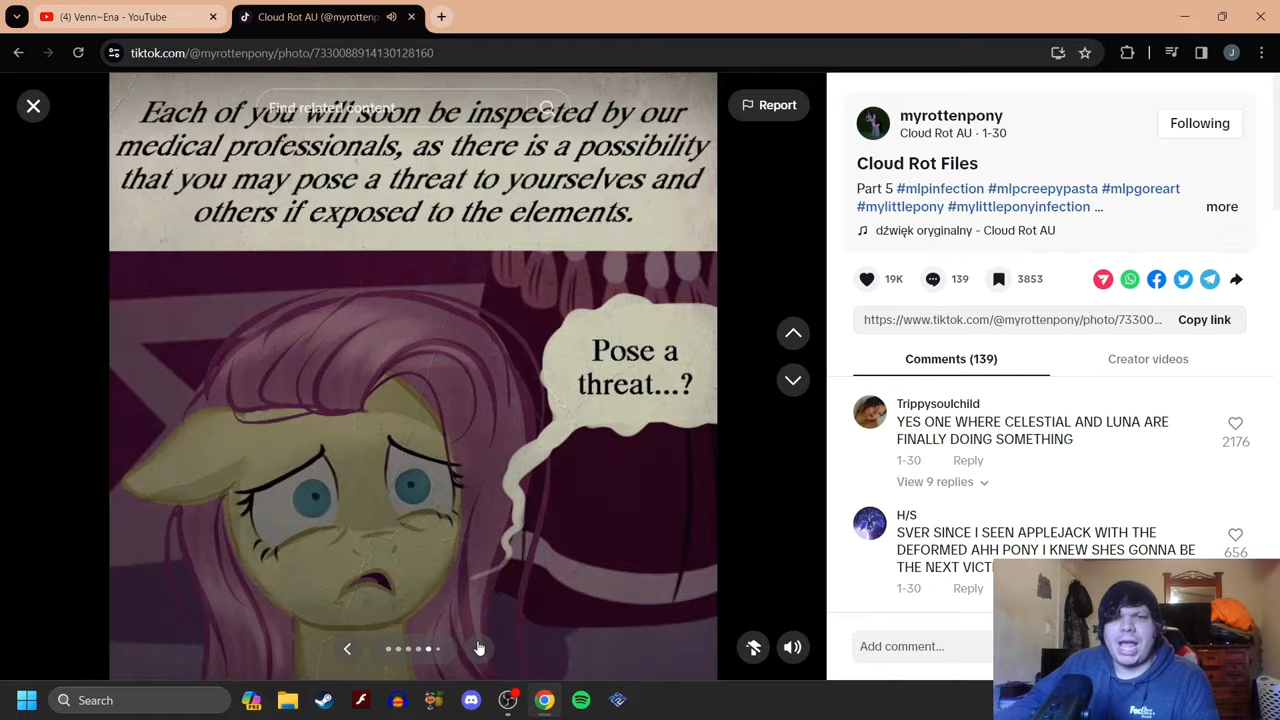 (4) Venn~Ena - YouTube
Cloud Rot AU (@myrottenp
tiktok.com/@myrottenpony/photo/7330088914130128160
J
Find related content
Each of you will soon be inspected by our
medical professionals, as there is a possibility
that you may pose a threat to yourselves and
others if exposed to the elements.
Pose a
threat...?
Report
myrottenpony
Cloud Rot AU · 1-30
Following
Cloud Rot Files
Part 5 #mlpinfection #mlpcreepypasta #mlpgoreart
#mylittlepony #mylittleponyinfection ...
more
dźwięk oryginalny - Cloud Rot AU
19K
139
3853
https://www.tiktok.com/@myrottenpony/photo/73300...
Copy link
Comments (139)
Creator videos
Trippysoulchild
YES ONE WHERE CELESTIAL AND LUNA ARE
FINALLY DOING SOMETHING
2176
1-30 Reply
View 9 replies
H/S
SVER SINCE I SEEN APPLEJACK WITH THE
DEFORMED AHH PONY I KNEW SHES GONNA BE
THE NEXT VICT
656
1-30 Reply
Add comment...
Search
PRE